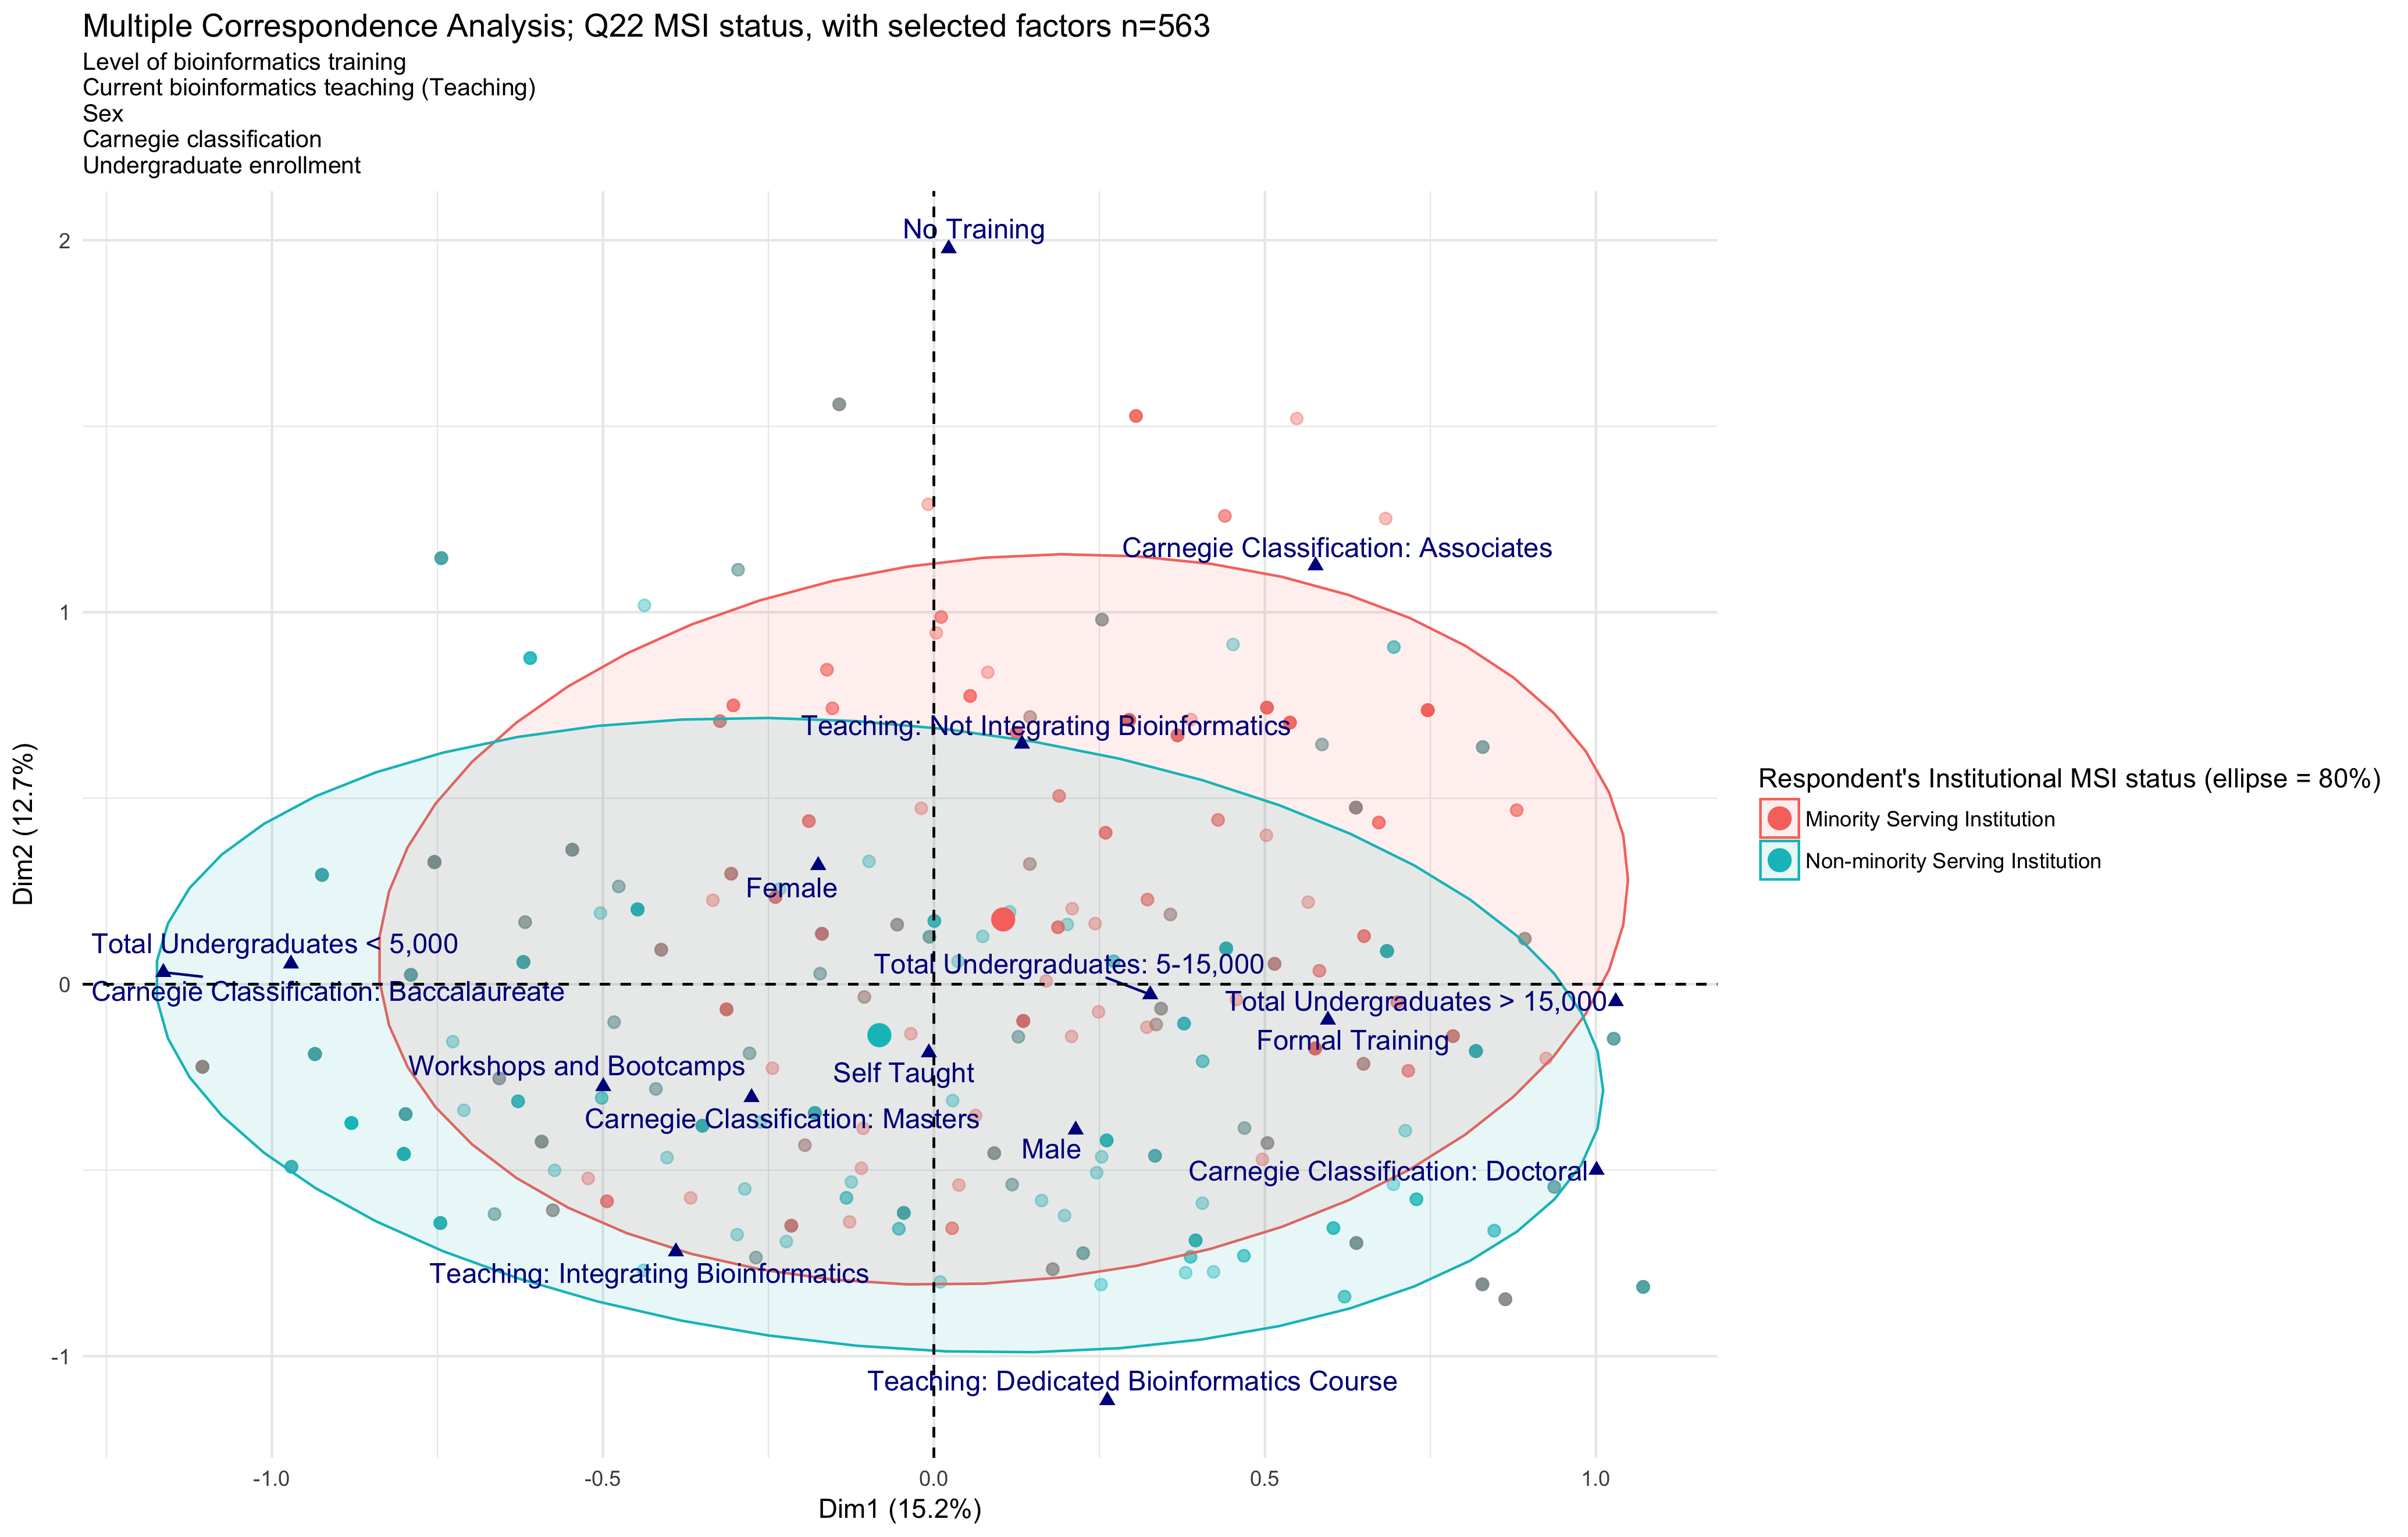 Multiple Correspondence Analysis; Q22 MSI status, with selected factors n=563
Level of bioinformatics training
Current bioinformatics teaching (Teaching)
Sex
Carnegie classification
Undergraduate enrollment
No Training
2
Carnegie Classification: Associates
1
Teaching: Not Integrating Bioinformatics
Respondent's Institutional MSI status (ellipse = 80%)
Minority Serving Institution
Non-minority Serving Institution
Dim2 (12.7%)
Female
Total Undergraduates < 5,000
Total Undergraduates: 5-15,000
0
Carnegie Classification: Baccalaureate
Total Undergraduates > 15,000
Formal Training
Workshops and Bootcamps
Self Taught
Carnegie Classification: Masters
Male
Carnegie Classification: Doctoral
Teaching: Integrating Bioinformatics
-1
Teaching: Dedicated Bioinformatics Course
-1.0
-0.5
0.0
0.5
1.0
Dim1 (15.2%)